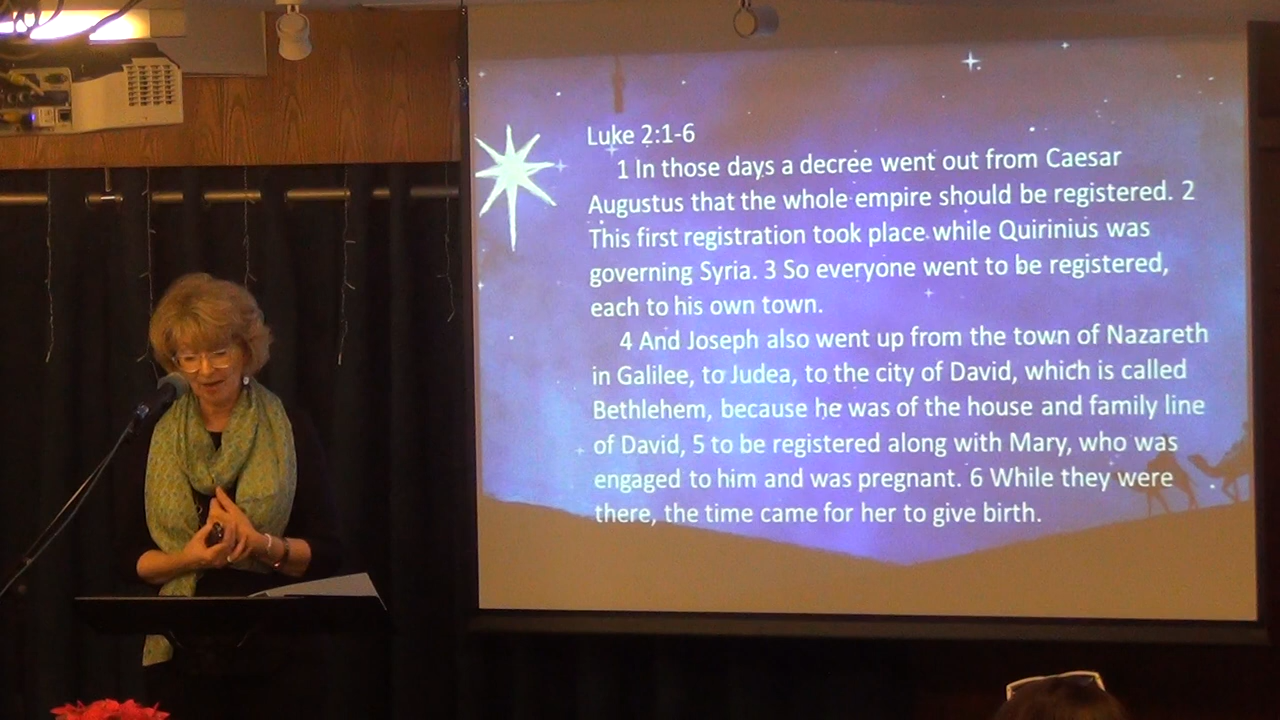 Luke 2:1-6
1 In those days a decree went out from Caesar
Augustus that the whole empire should be registered. 2
This first registration took place while Quirinius was
governing Syria. 3 So everyone went to be registered,
each to his own town.
4 And Joseph also went up from the town of Nazareth
in Galilee, to Judea, to the city of David, which is called
Bethlehem, because he was of the house and family line
of David, 5 to be registered along with Mary, who was
engaged to him and was pregnant. 6 While they were
there, the time came for her to give birth.